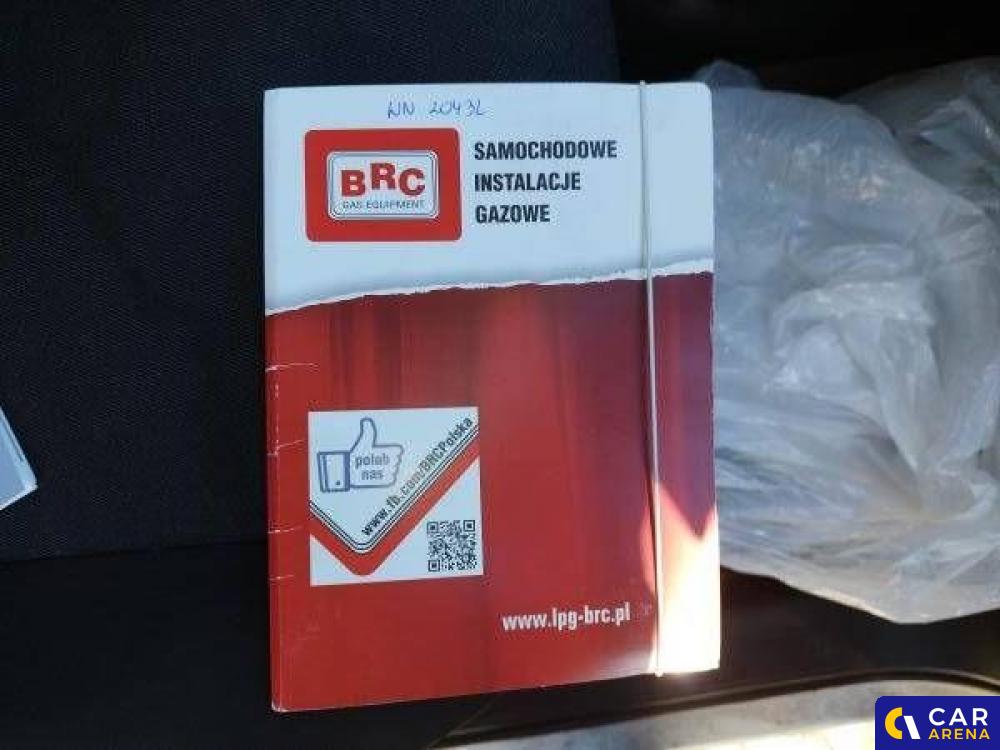 WN 2043L
BRC
GAS EQUIPMENT
SAMOCHODOWE
INSTALACJE
GAZOWE
polub
nas
www.fb.com/BRCPolska
www.lpg-brc.pl
CAR
ARENA